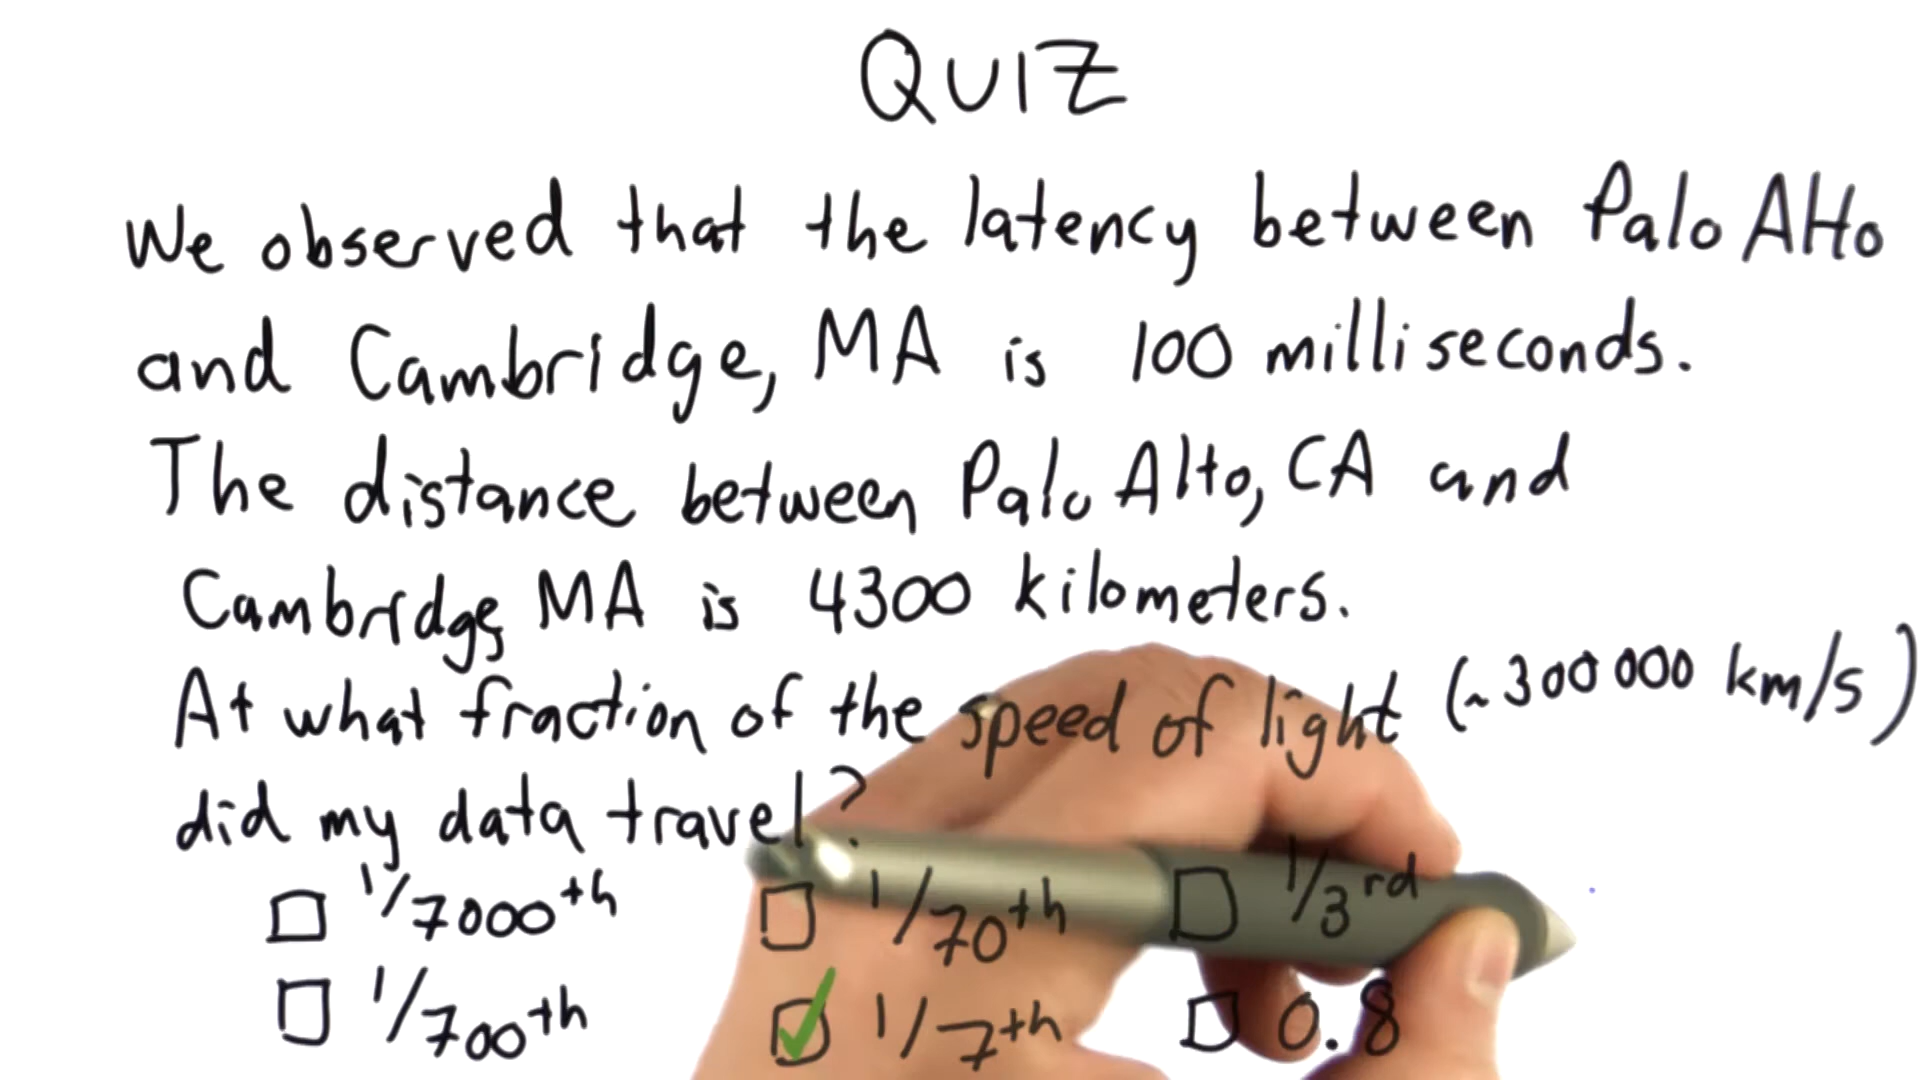 QUIZ
We observed that the latency between Palo Alto
and Cambridge, MA is 100 milliseconds.
The distance between Palo Alto, CA and
Cambridge, MA is 4300 kilometers.
At what fraction of the speed of light (~300 000 km/s)
did my data travel?
1/7000th 1/70th 1/3rd
1/700th 1/7th 0.8